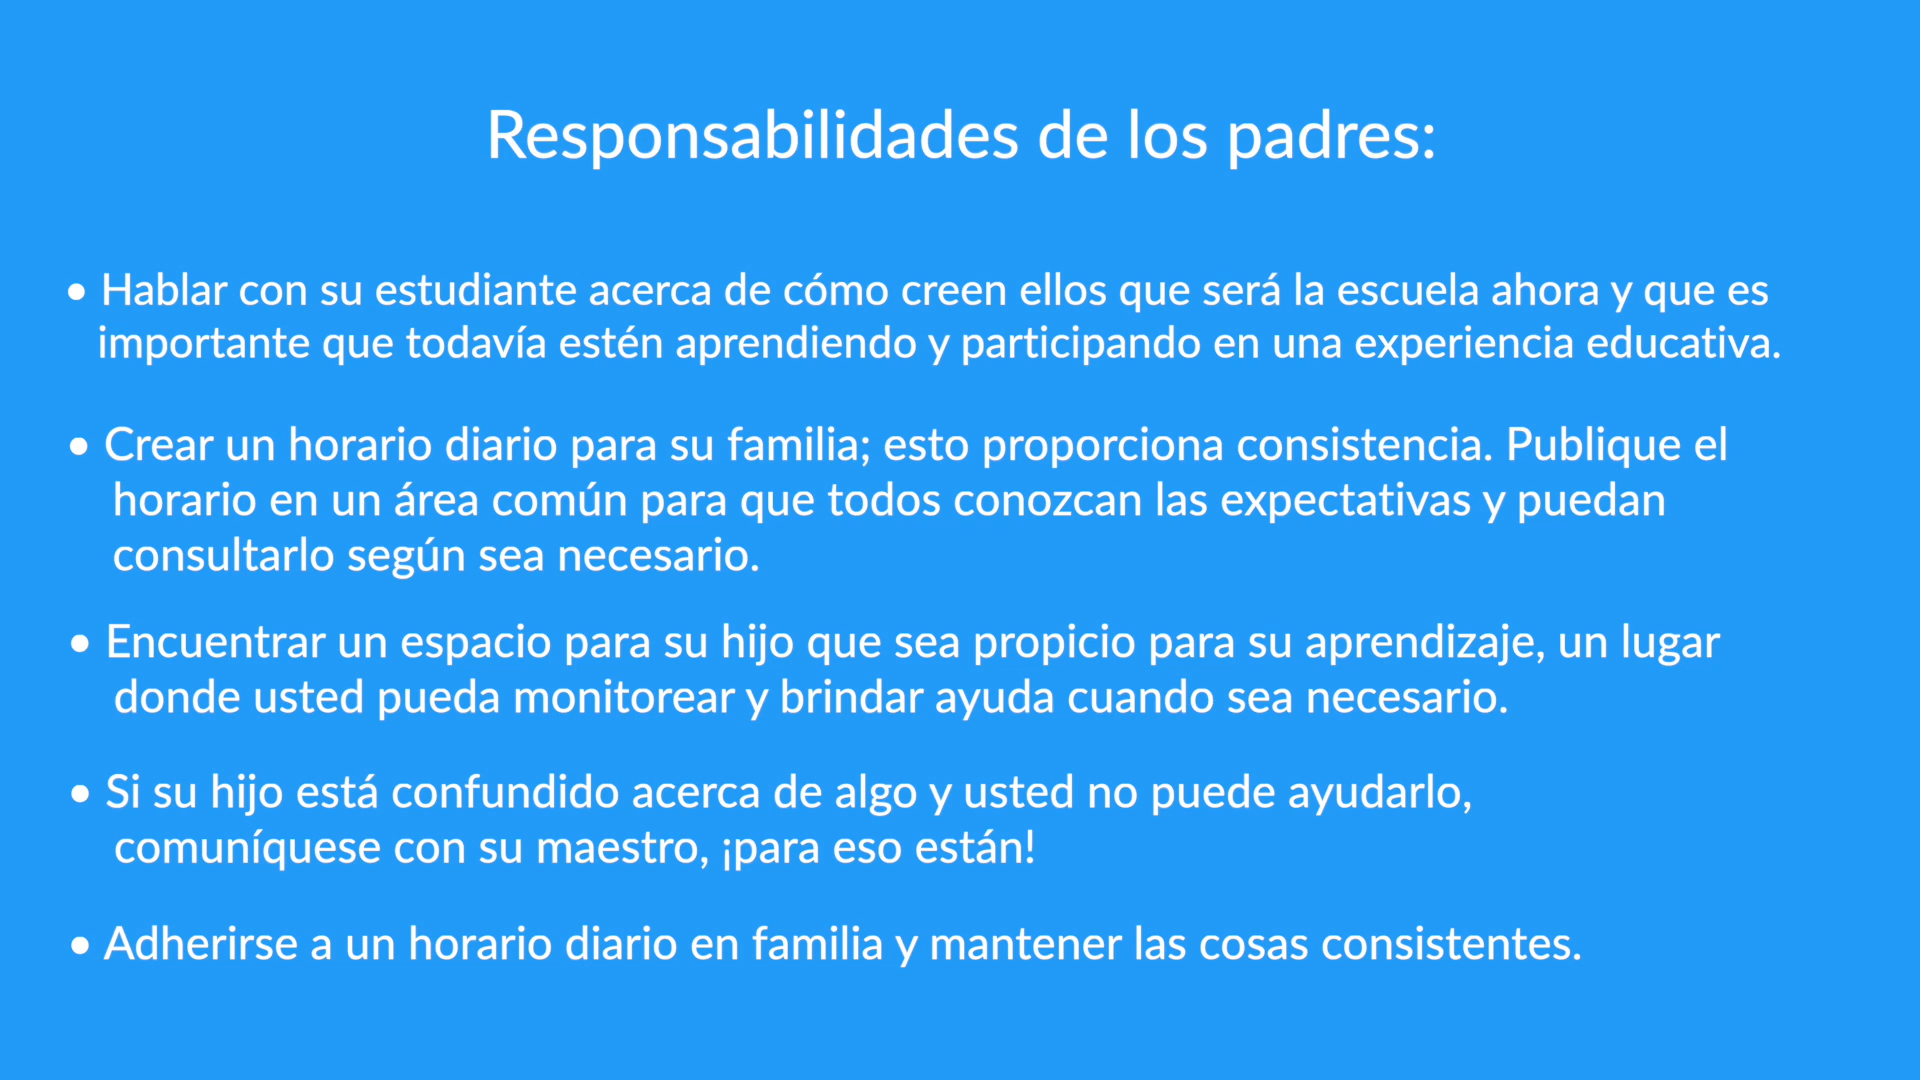 Responsabilidades de los padres:
• Hablar con su estudiante acerca de cómo creen ellos que será la escuela ahora y que es
importante que todavía estén aprendiendo y participando en una experiencia educativa.
• Crear un horario diario para su familia; esto proporciona consistencia. Publique el
horario en un área común para que todos conozcan las expectativas y puedan
consultarlo según sea necesario.
• Encuentrar un espacio para su hijo que sea propicio para su aprendizaje, un lugar
donde usted pueda monitorear y brindar ayuda cuando sea necesario.
• Si su hijo está confundido acerca de algo y usted no puede ayudarlo,
comuníquese con su maestro, ¡para eso están!
• Adherirse a un horario diario en familia y mantener las cosas consistentes.